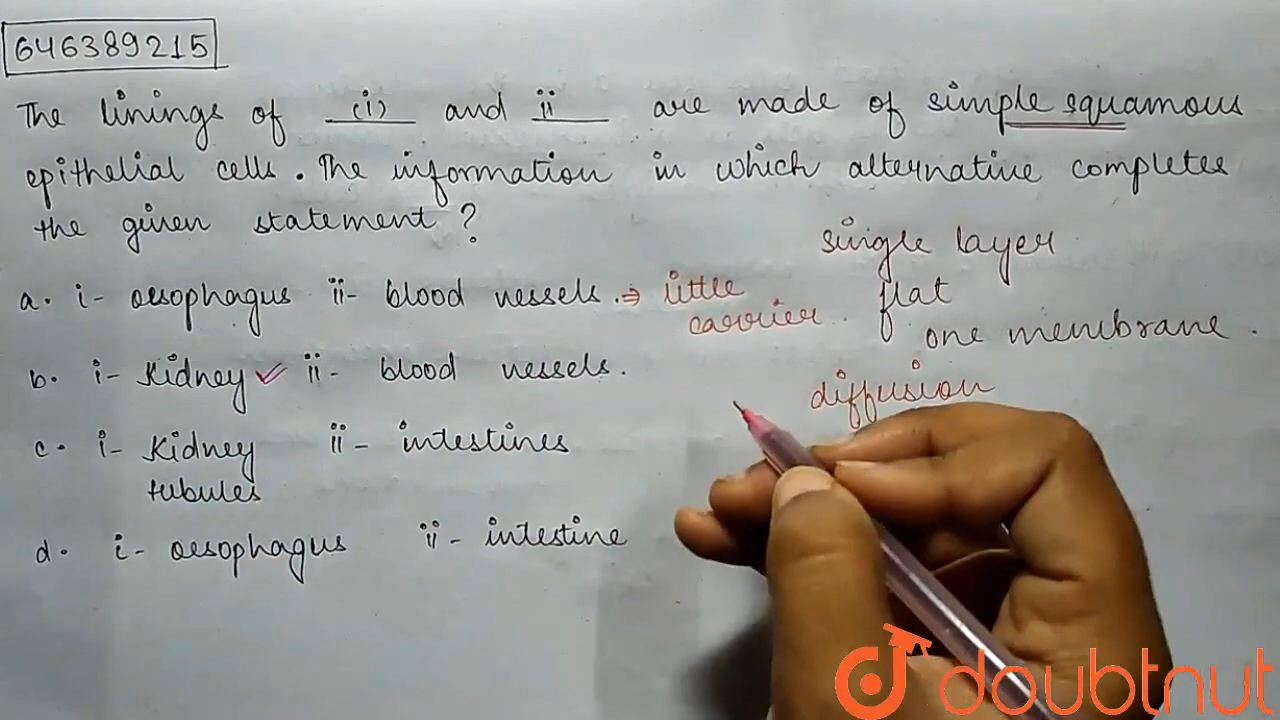 646389215
The linings of (i) and ii are made of simple squamous
epithelial cells. The information in which alternative completes
the given statement?
single layer
a. i- oesophagus ii- blood vessels. ⇒ little
carrier. flat
one membrane.
b. i- Kidney ✓ ii- blood vessels.
diffusion
c. i- Kidney ii- intestines
tubules
d. i- oesophagus ii- intestine
doubtnut